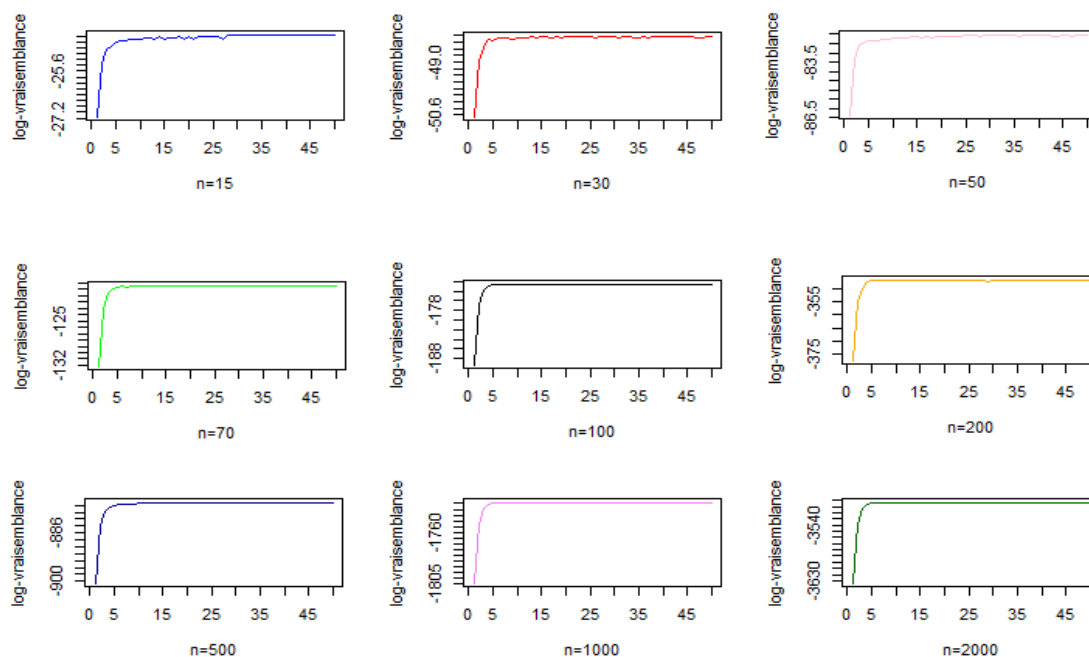 log-vraisemblance
-27.2 -25.6
0 5 15 25 35 45
n=15
log-vraisemblance
-50.6 -49.0
0 5 15 25 35 45
n=30
log-vraisemblance
-86.5 -83.5
0 5 15 25 35 45
n=50
log-vraisemblance
-132 -125
0 5 15 25 35 45
n=70
log-vraisemblance
-188 -178
0 5 15 25 35 45
n=100
log-vraisemblance
-375 -355
0 5 15 25 35 45
n=200
log-vraisemblance
-900 -886
0 5 15 25 35 45
n=500
log-vraisemblance
-1805 -1760
0 5 15 25 35 45
n=1000
log-vraisemblance
-3630 -3540
0 5 15 25 35 45
n=2000